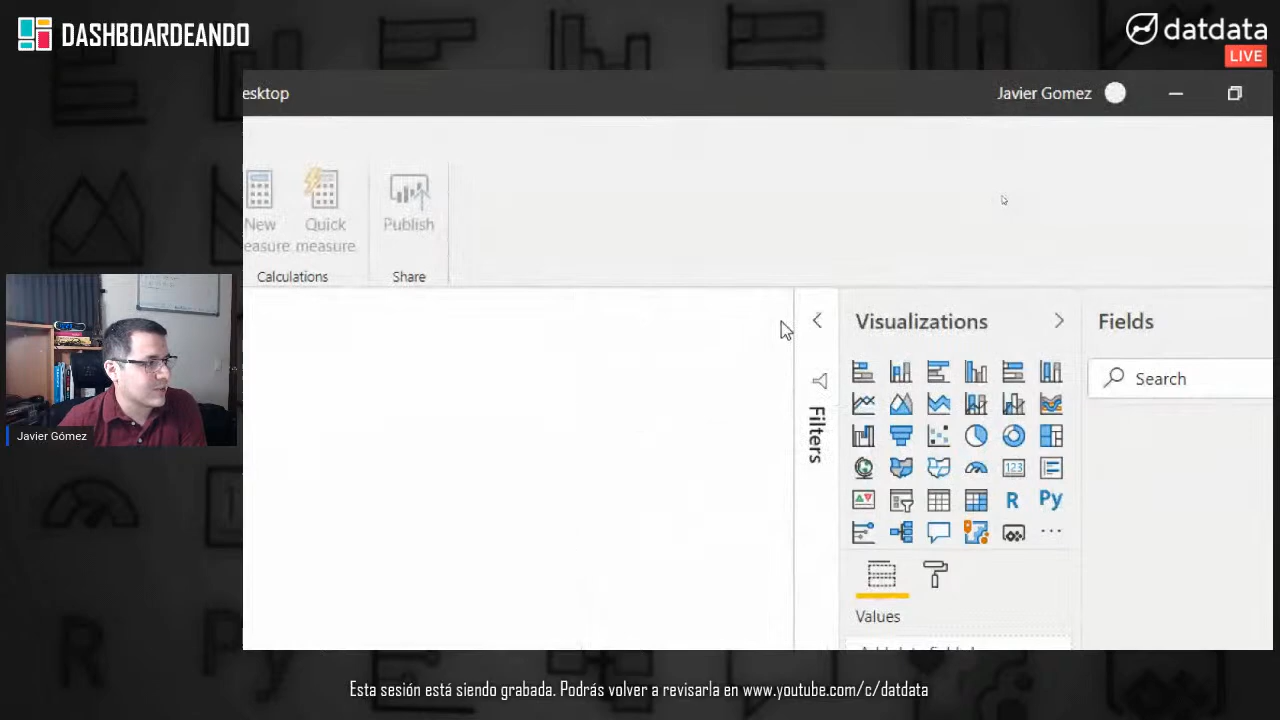 DASHBOARDEANDO
datdata
LIVE
esktop
Javier Gomez
New
easure
Quick
measure
Publish
Calculations
Share
Visualizations
Fields
Search
Filters
123
R
Py
Values
Javier Gómez
Esta sesión está siendo grabada. Podrás volver a revisarla en www.youtube.com/c/datdata